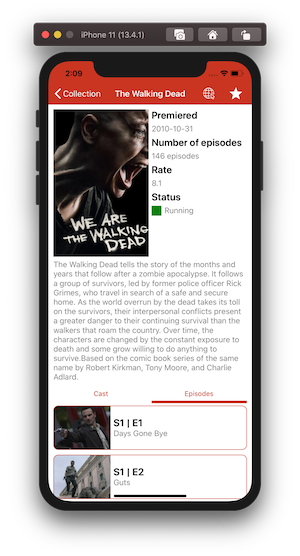 iPhone 11 (13.4.1)
2:09
Collection
The Walking Dead
Premiered
2010-10-31
Number of episodes
146 episodes
Rate
8.1
Status
Running
WE ARE
THE
WALKING
DEAD
The Walking Dead tells the story of the months and
years that follow after a zombie apocalypse. It follows
a group of survivors, led by former police officer Rick
Grimes, who travel in search of a safe and secure
home. As the world overrun by the dead takes its toll
on the survivors, their interpersonal conflicts present
a greater danger to their continuing survival than the
walkers that roam the country. Over time, the
characters are changed by the constant exposure to
death and some grow willing to do anything to
survive.Based on the comic book series of the same
name by Robert Kirkman, Tony Moore, and Charlie
Adlard.
Cast
Episodes
S1 | E1
Days Gone Bye
S1 | E2
Guts